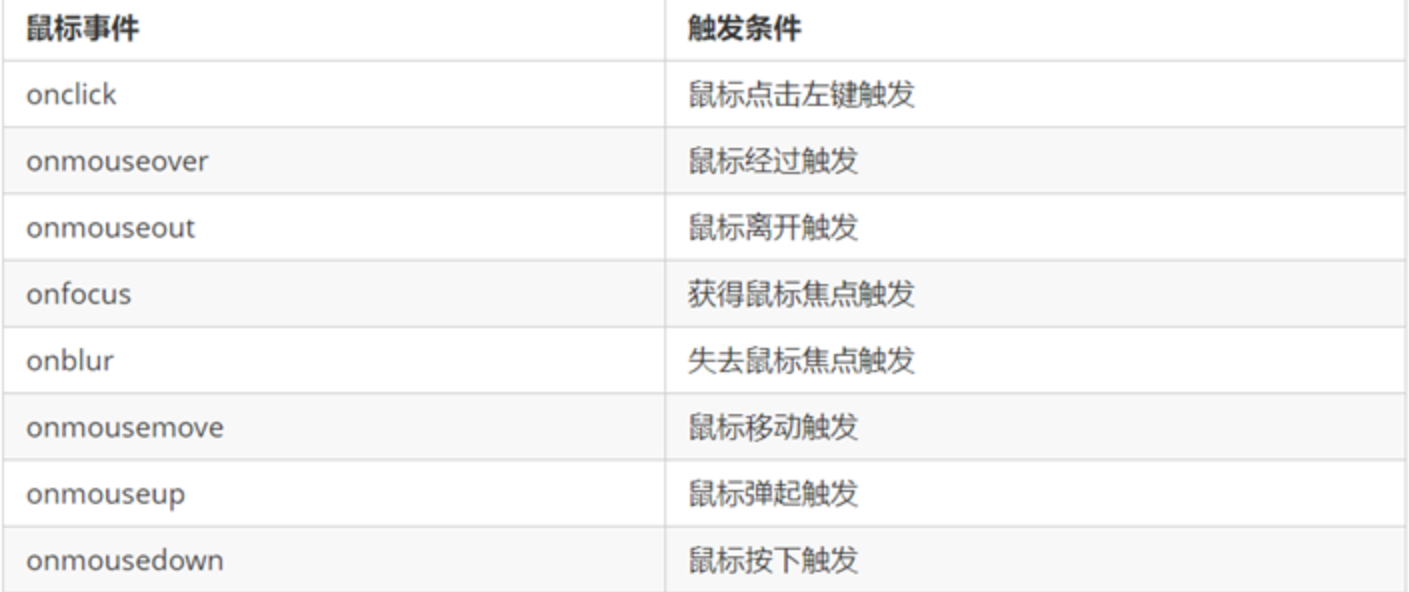 鼠标事件 触发条件
onclick 鼠标点击左键触发
onmouseover 鼠标经过触发
onmouseout 鼠标离开触发
onfocus 获得鼠标焦点触发
onblur 失去鼠标焦点触发
onmousemove 鼠标移动触发
onmouseup 鼠标弹起触发
onmousedown 鼠标按下触发